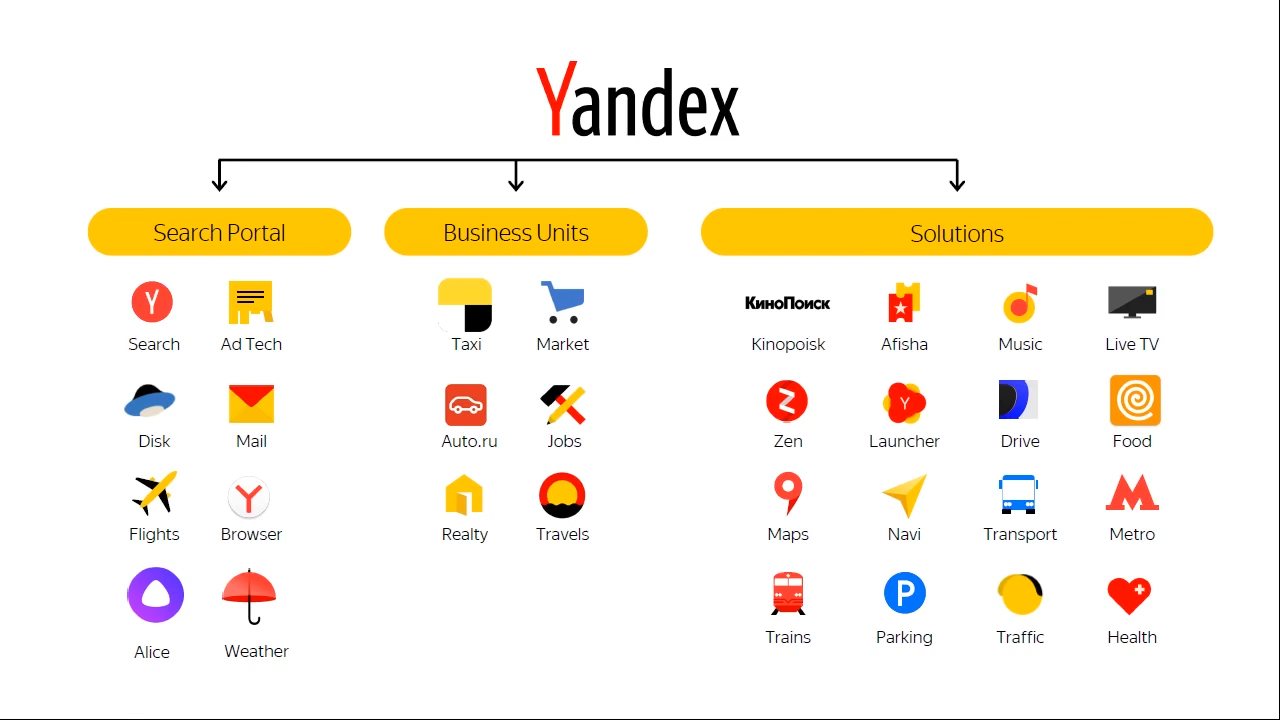 Yandex
Search Portal
Business Units
Solutions
Y
Search
Ad Tech
Taxi
Market
КиноПоиск
Kinopoisk
Afisha
Music
Live TV
Disk
Mail
Auto.ru
Jobs
Z
Zen
Y
Launcher
Drive
Food
Y
Flights
Browser
Realty
Travels
Maps
Navi
Transport
M
Metro
Alice
Weather
Trains
P
Parking
Traffic
Health